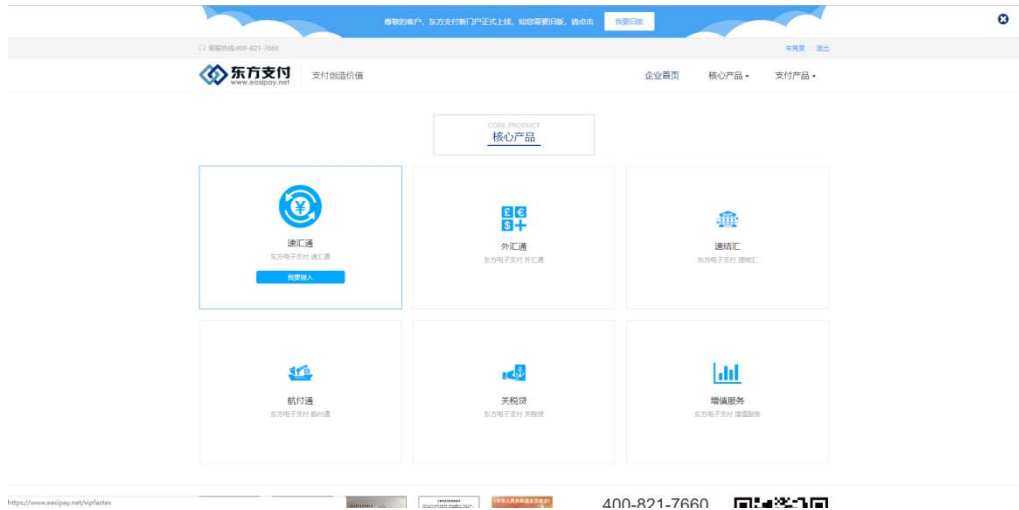 尊敬的客户，东方支付新门户正式上线，如您需要旧版，请点击 我要旧版
客服热线400-821-7660
退出
东方支付 支付创造价值 企业首页 核心产品 支付产品
www.easipay.net
CORE PRODUCT
核心产品
速汇通 外汇通 速结汇
东方电子支付 速汇通 东方电子支付 外汇通 东方电子支付 速结汇
我要接入
航付通 关税贷 增值服务
东方电子支付 航付通 东方电子支付 关税贷 东方电子支付 增值服务
400-821-7660
https://www.easipay.net/vipfastes